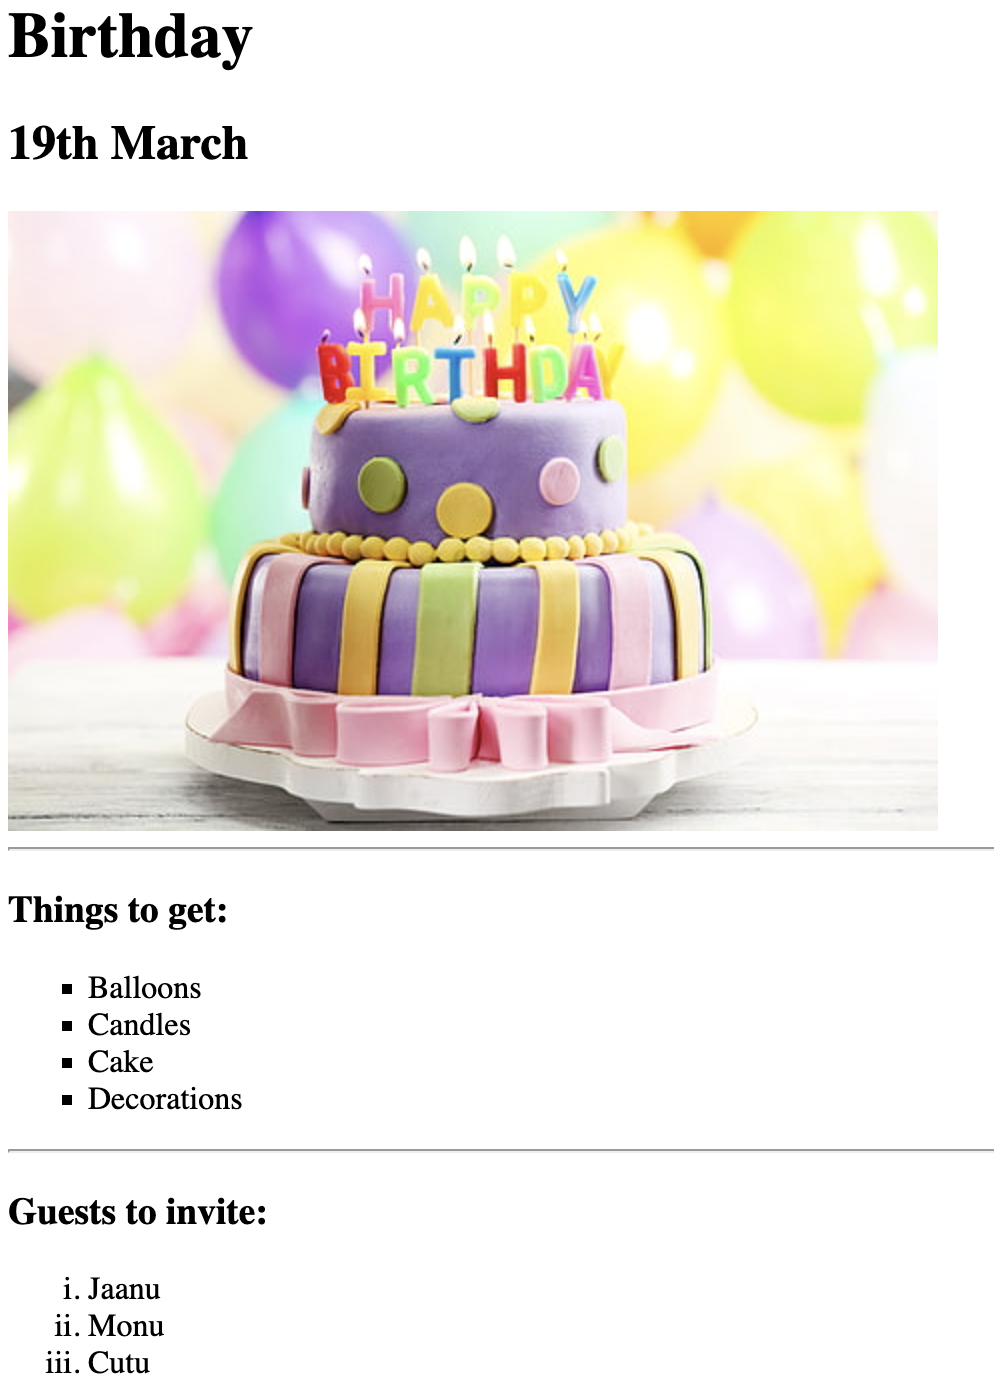 Birthday
19th March
HAPPY
BIRTHDAY
Things to get:
▪ Balloons
▪ Candles
▪ Cake
▪ Decorations
Guests to invite:
i. Jaanu
ii. Monu
iii. Cutu